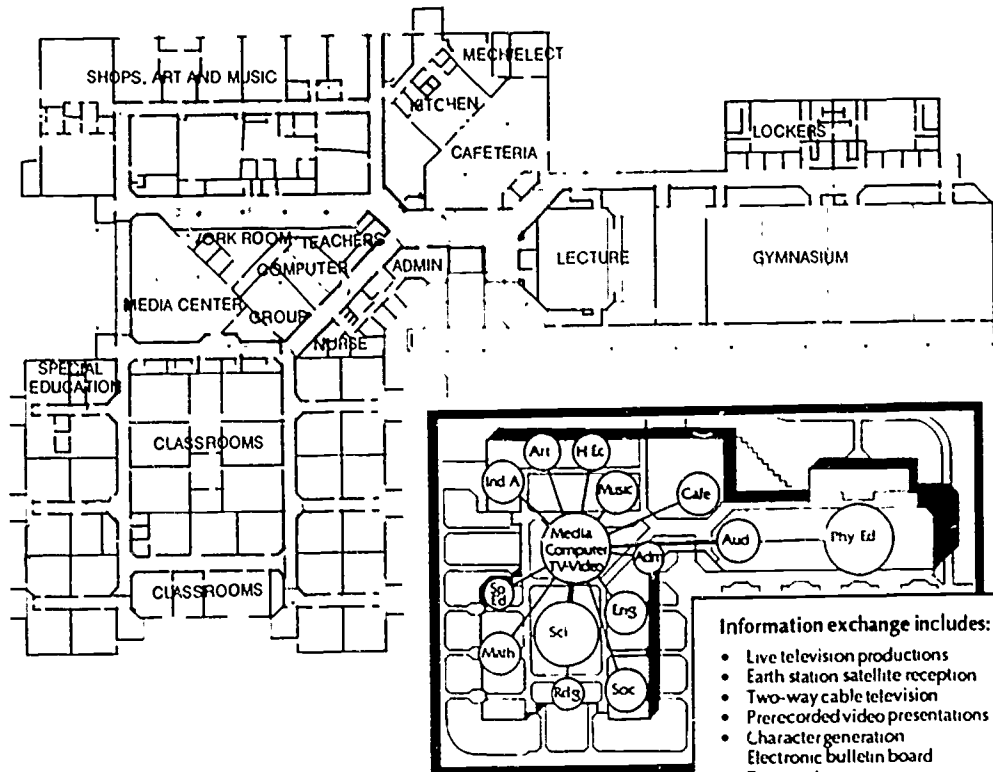 MECH/ELECT
SHOPS, ART AND MUSIC
KITCHEN
LOCKERS
CAFETERIA
WORK ROOM
TEACHERS
COMPUTER
ADMIN
LECTURE
GYMNASIUM
MEDIA CENTER
GROUP
NURSE
SPECIAL
EDUCATION
CLASSROOMS
CLASSROOMS
Art
H Ec
Ind A
Music
Cafe
Media
Computer
TV-Video
Adm
Aud
Phy Ed
Sp
Ed
Eng
Sci
Math
Rdg
Soc
Information exchange includes:
• Live television productions
• Earth station satellite reception
• Two-way cable television
• Prerecorded video presentations
• Character generation
Electronic bulletin board